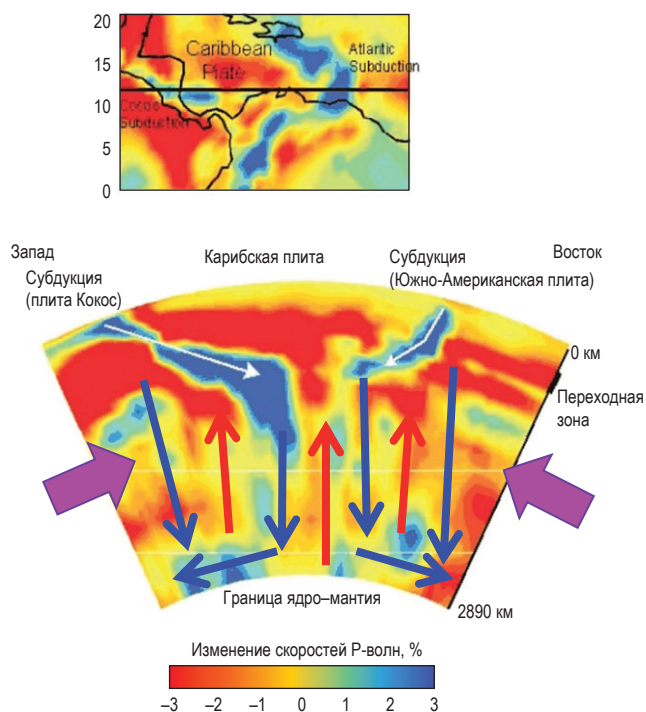 20
15
10
5
0
Caribbean
Plate
Atlantic
Subduction
Cocos
Subduction
Запад
Карибская плита
Восток
Субдукция
(плита Кокос)
Субдукция
(Южно-Американская плита)
0 км
Переходная
зона
Граница ядро–мантия
2890 км
Изменение скоростей Р-волн, %
–3 –2 –1 0 1 2 3